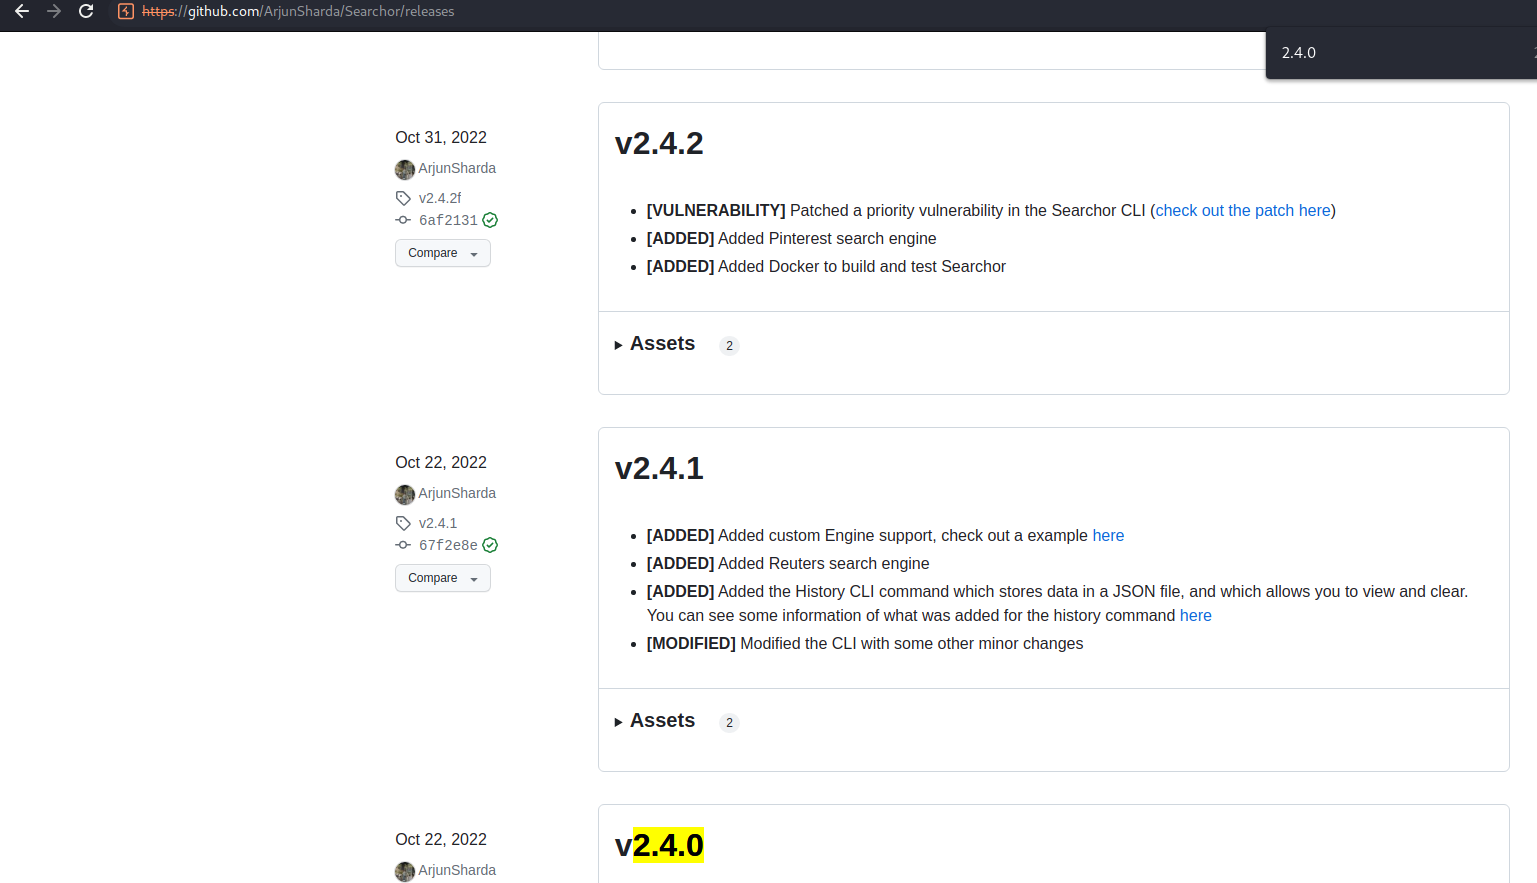 https://github.com/ArjunSharda/Searchor/releases
2.4.0
Oct 31, 2022
ArjunSharda
v2.4.2f
6af2131
Compare
v2.4.2
[VULNERABILITY] Patched a priority vulnerability in the Searchor CLI (check out the patch here)
[ADDED] Added Pinterest search engine
[ADDED] Added Docker to build and test Searchor
Assets 2
Oct 22, 2022
ArjunSharda
v2.4.1
67f2e8e
Compare
v2.4.1
[ADDED] Added custom Engine support, check out a example here
[ADDED] Added Reuters search engine
[ADDED] Added the History CLI command which stores data in a JSON file, and which allows you to view and clear.
You can see some information of what was added for the history command here
[MODIFIED] Modified the CLI with some other minor changes
Assets 2
Oct 22, 2022
ArjunSharda
v2.4.0